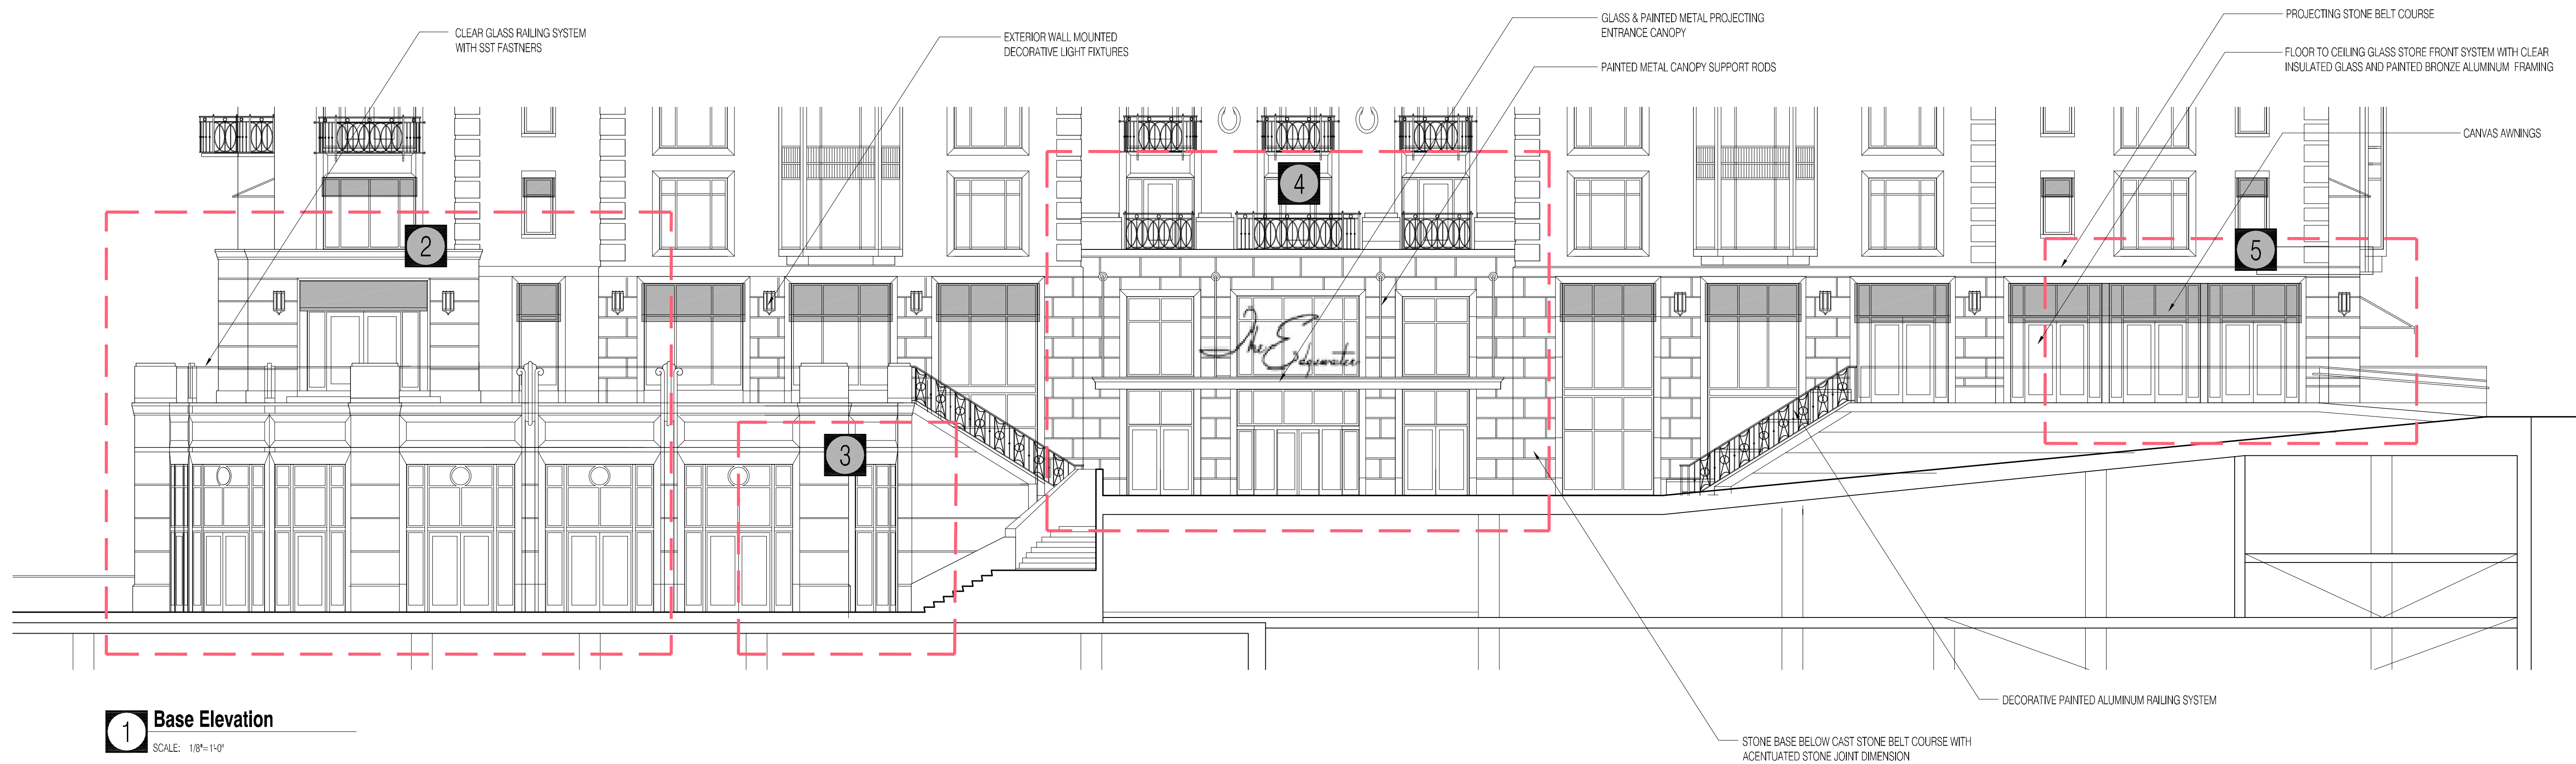 CLEAR GLASS RAILING SYSTEM
WITH SST FASTNERS
EXTERIOR WALL MOUNTED
DECORATIVE LIGHT FIXTURES
GLASS & PAINTED METAL PROJECTING
ENTRANCE CANOPY
PAINTED METAL CANOPY SUPPORT RODS
PROJECTING STONE BELT COURSE
FLOOR TO CEILING GLASS STORE FRONT SYSTEM WITH CLEAR
INSULATED GLASS AND PAINTED BRONZE ALUMINUM FRAMING
CANVAS AWNINGS
4
2
5
The Edgewater
3
DECORATIVE PAINTED ALUMINUM RAILING SYSTEM
STONE BASE BELOW CAST STONE BELT COURSE WITH
ACENTUATED STONE JOINT DIMENSION
1 Base Elevation
SCALE: 1/8"=1'-0"